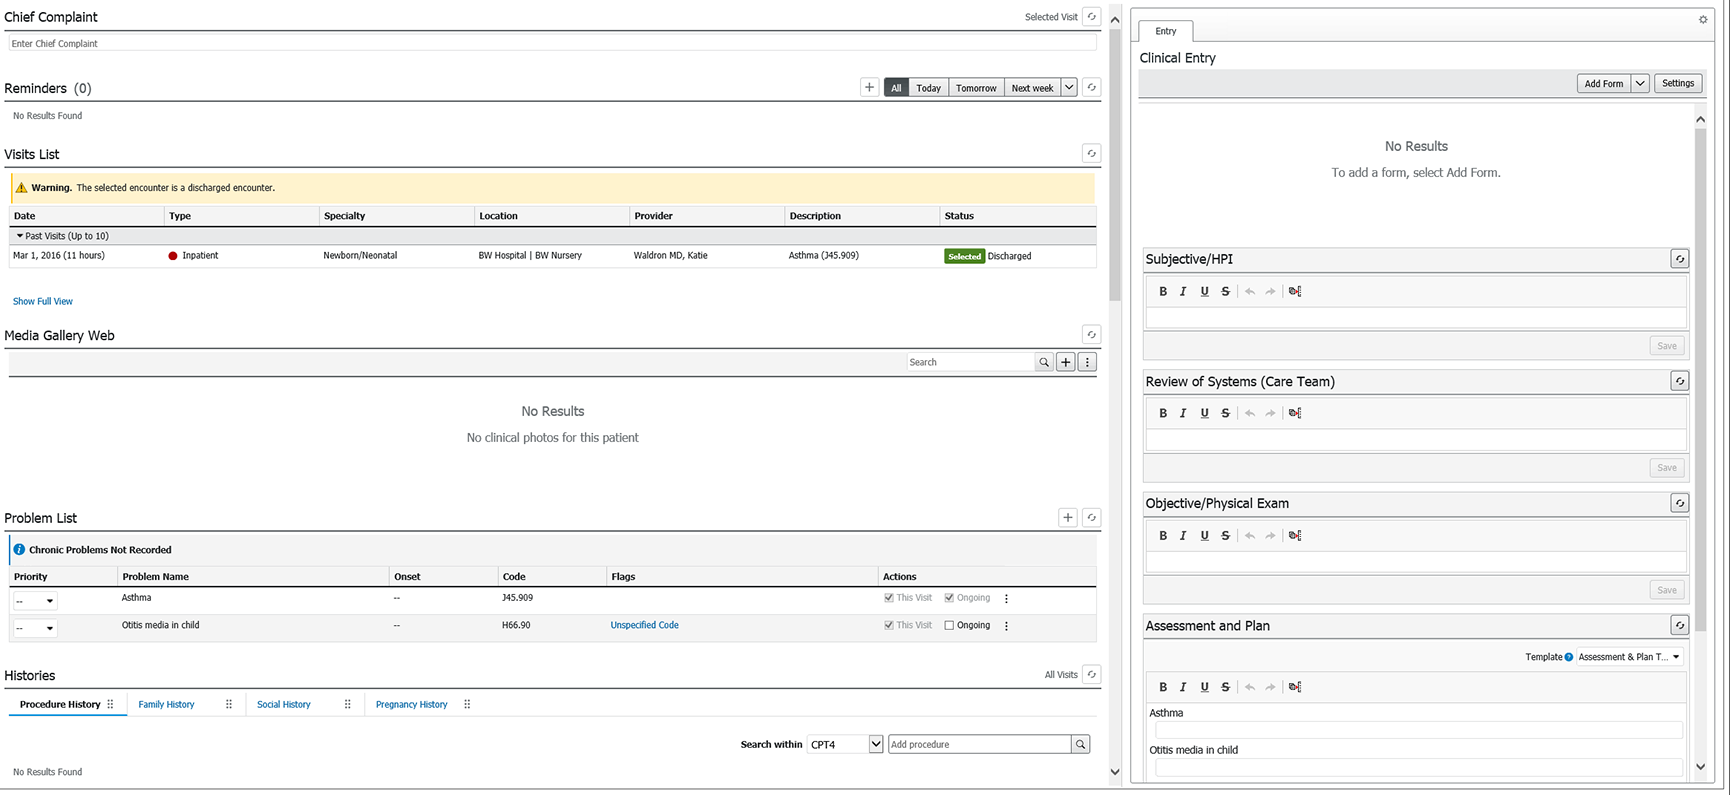 Chief Complaint
Selected Visit
Enter Chief Complaint
Reminders (0)
All Today Tomorrow Next week
No Results Found
Visits List
Warning. The selected encounter is a discharged encounter.
Date Type Specialty Location Provider Description Status
Past Visits (Up to 10)
Mar 1, 2016 (11 hours) Inpatient Newborn/Neonatal BW Hospital | BW Nursery Waldron MD, Katie Asthma (J45.909) Selected Discharged
Show Full View
Media Gallery Web
Search
No Results
No clinical photos for this patient
Problem List
Chronic Problems Not Recorded
Priority Problem Name Onset Code Flags Actions
-- Asthma -- J45.909 This Visit Ongoing
-- Otitis media in child -- H66.90 Unspecified Code This Visit Ongoing
Histories
All Visits
Procedure History Family History Social History Pregnancy History
Search within CPT4 Add procedure
No Results Found
Entry
Clinical Entry
Add Form Settings
No Results
To add a form, select Add Form.
Subjective/HPI
B I U S
Save
Review of Systems (Care Team)
B I U S
Save
Objective/Physical Exam
B I U S
Save
Assessment and Plan
Template Assessment & Plan T...
B I U S
Asthma
Otitis media in child